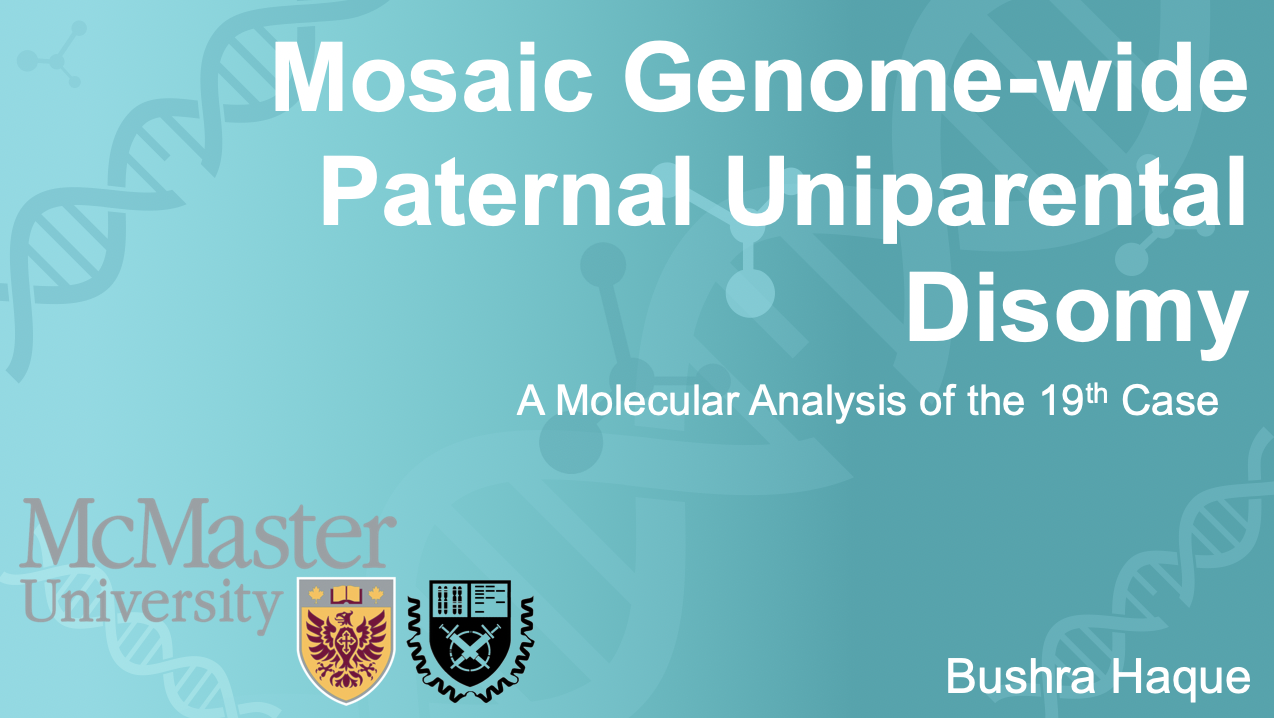 Mosaic Genome-wide
Paternal Uniparental
Disomy
A Molecular Analysis of the 19th Case
McMaster
University
Bushra Haque